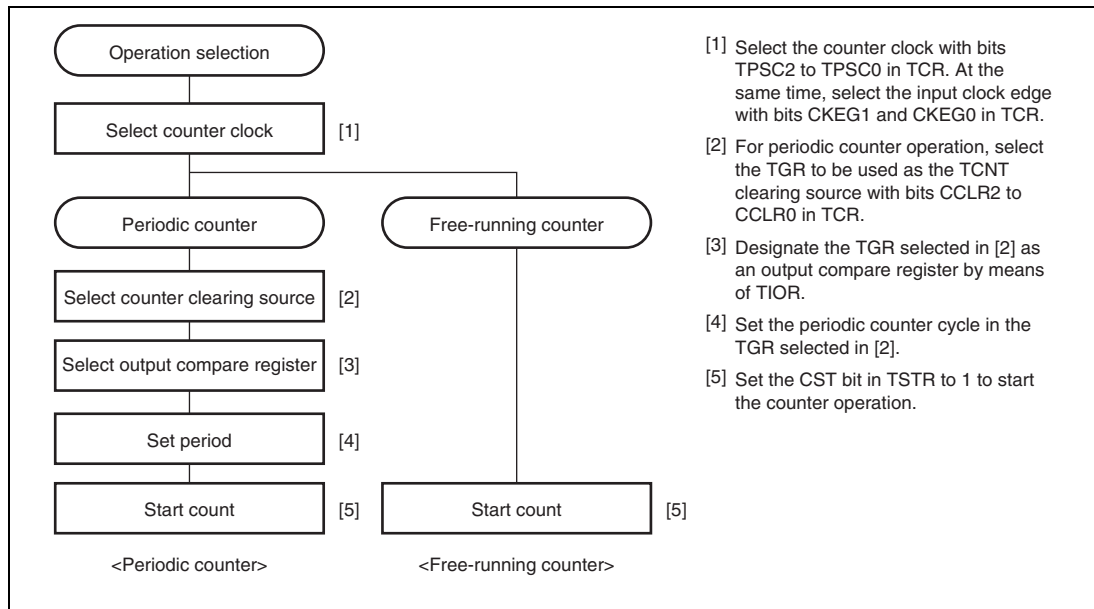 Operation selection
Select counter clock
[1]
Periodic counter
Free-running counter
Select counter clearing source
[2]
Select output compare register
[3]
Set period
[4]
Start count
[5]
Start count
[5]
<Periodic counter>
<Free-running counter>
[1] Select the counter clock with bits
TPSC2 to TPSC0 in TCR. At the
same time, select the input clock edge
with bits CKEG1 and CKEG0 in TCR.
[2] For periodic counter operation, select
the TGR to be used as the TCNT
clearing source with bits CCLR2 to
CCLR0 in TCR.
[3] Designate the TGR selected in [2] as
an output compare register by means
of TIOR.
[4] Set the periodic counter cycle in the
TGR selected in [2].
[5] Set the CST bit in TSTR to 1 to start
the counter operation.